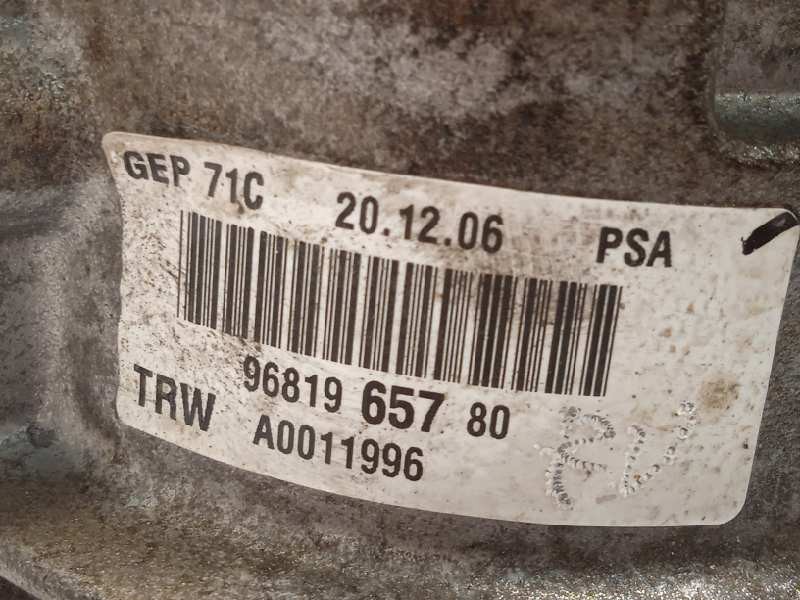 GEP 71C 20.12.06 PSA
96819 657 80
TRW A0011996